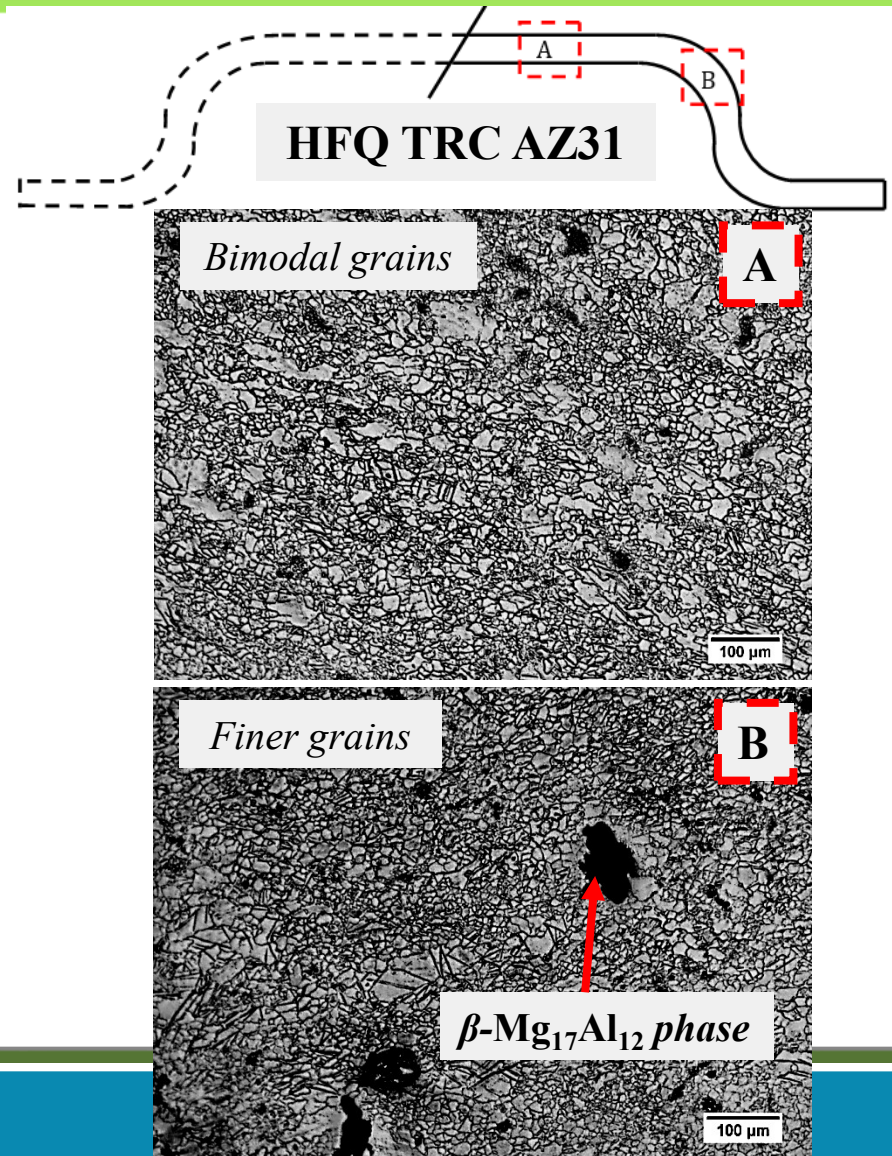 A
B
HFQ TRC AZ31
Bimodal grains
A
100 µm
Finer grains
B
β-Mg₁₇Al₁₂ phase
100 µm